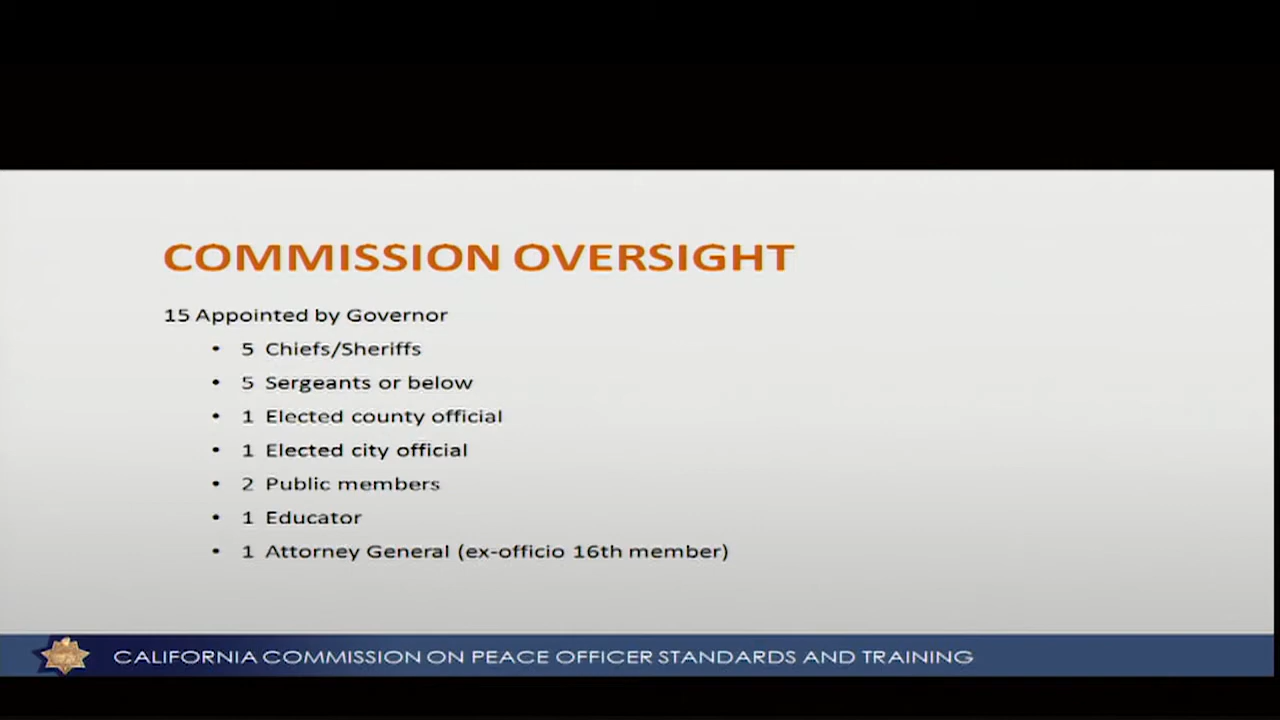 COMMISSION OVERSIGHT
15 Appointed by Governor
• 5 Chiefs/Sheriffs
• 5 Sergeants or below
• 1 Elected county official
• 1 Elected city official
• 2 Public members
• 1 Educator
• 1 Attorney General (ex-officio 16th member)
CALIFORNIA COMMISSION ON PEACE OFFICER STANDARDS AND TRAINING